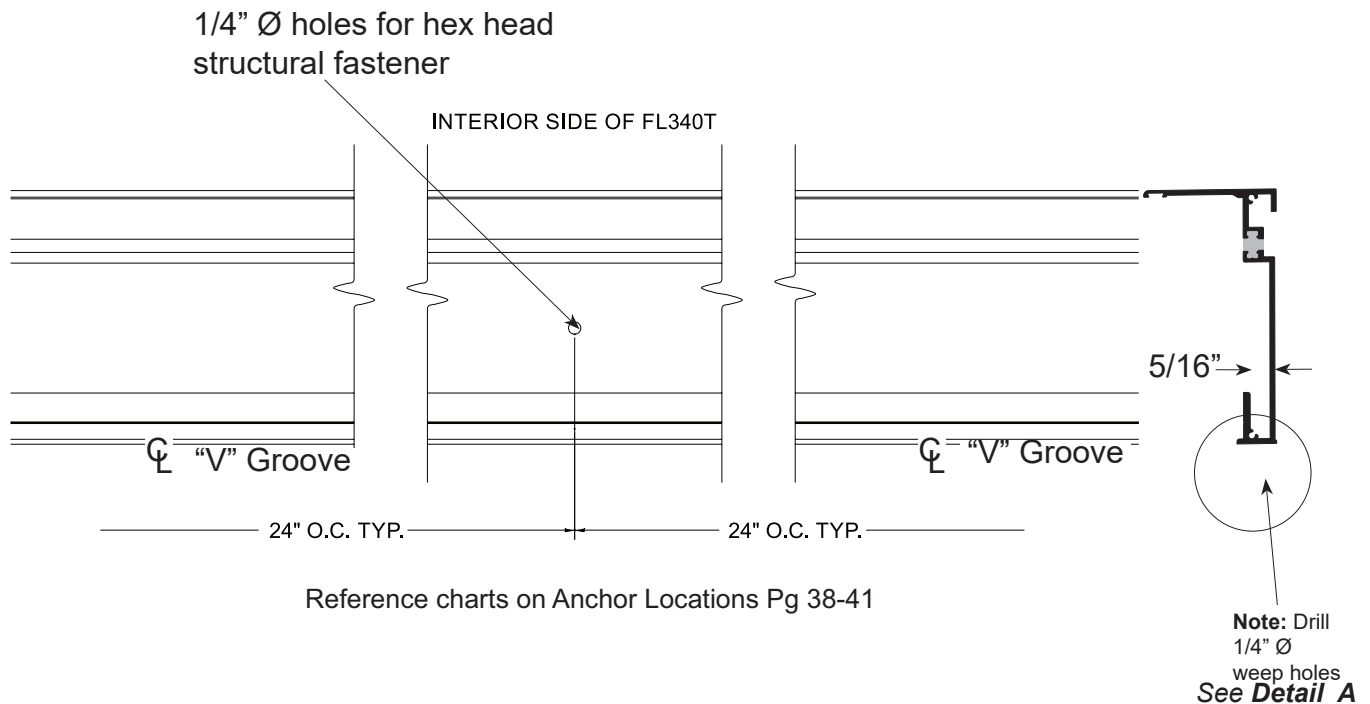 1/4” Ø holes for hex head
structural fastener
INTERIOR SIDE OF FL340T
5/16”
℄ “V” Groove
℄ “V” Groove
24" O.C. TYP.
24" O.C. TYP.
Reference charts on Anchor Locations Pg 38-41
Note: Drill
1/4” Ø
weep holes
See Detail A